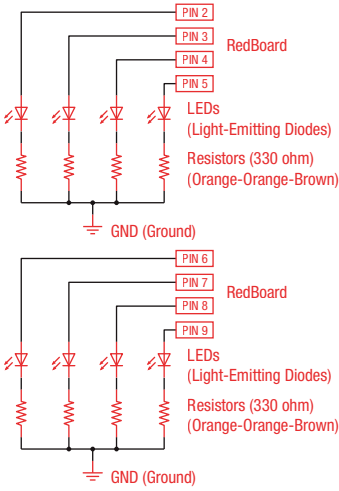 PIN 2
PIN 3
RedBoard
PIN 4
PIN 5
LEDs
(Light-Emitting Diodes)
Resistors (330 ohm)
(Orange-Orange-Brown)
GND (Ground)
PIN 6
PIN 7
RedBoard
PIN 8
PIN 9
LEDs
(Light-Emitting Diodes)
Resistors (330 ohm)
(Orange-Orange-Brown)
GND (Ground)